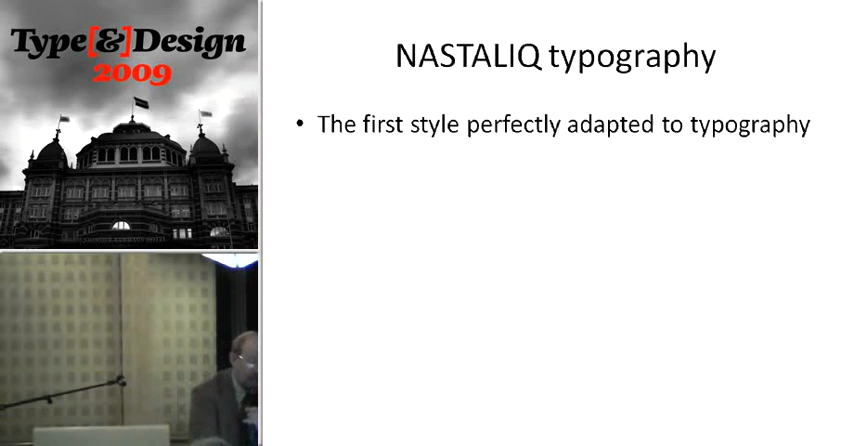 Type[&]Design
2009
NASTALIQ typography
• The first style perfectly adapted to typography